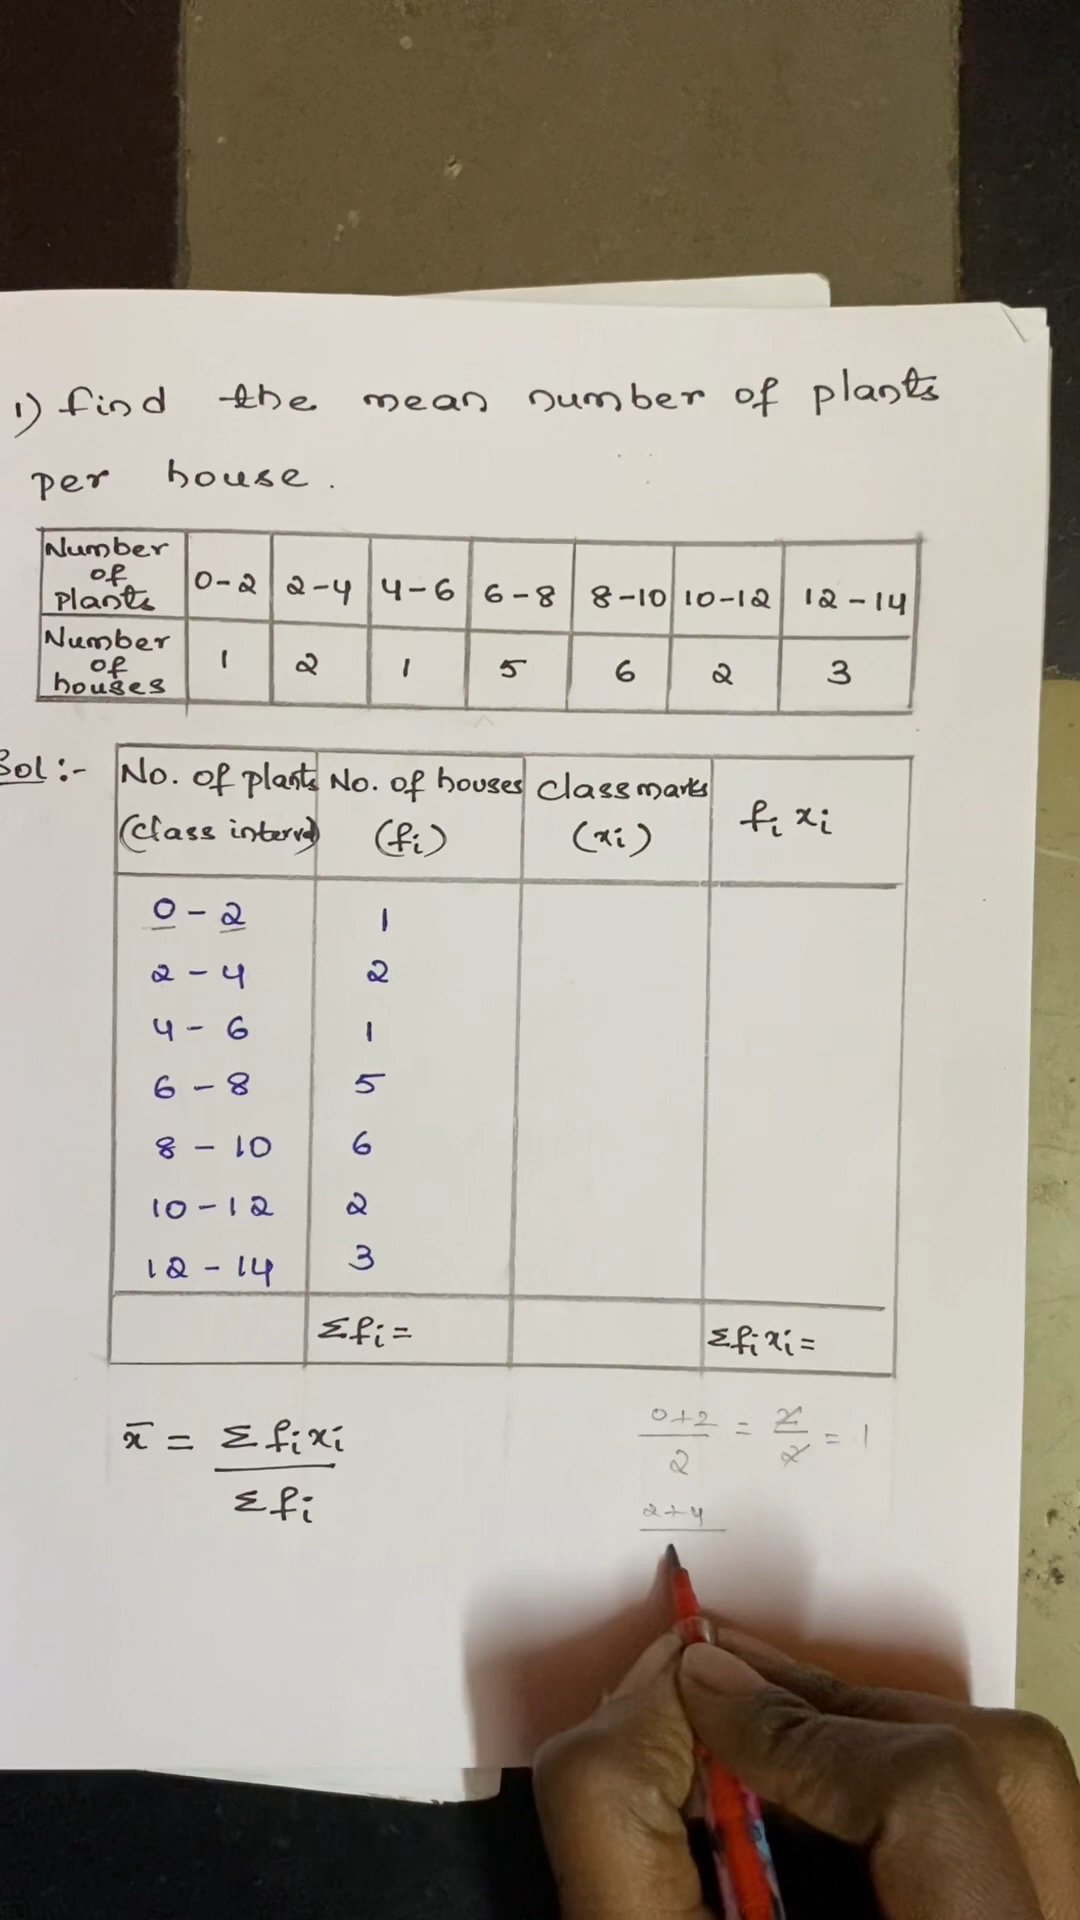 1) find the mean number of plants
per house.
Number of plants 0-2 2-4 4-6 6-8 8-10 10-12 12-14
Number of houses 1 2 1 5 6 2 3
Sol:- No. of plants (class interval) No. of houses (fi) class marks (xi) fi xi
0-2 1
2-4 2
4-6 1
6-8 5
8-10 6
10-12 2
12-14 3
Σfi= Σfixi=
x̄ = Σfixi / Σfi
0+2/2 = 2/2 = 1
2+4